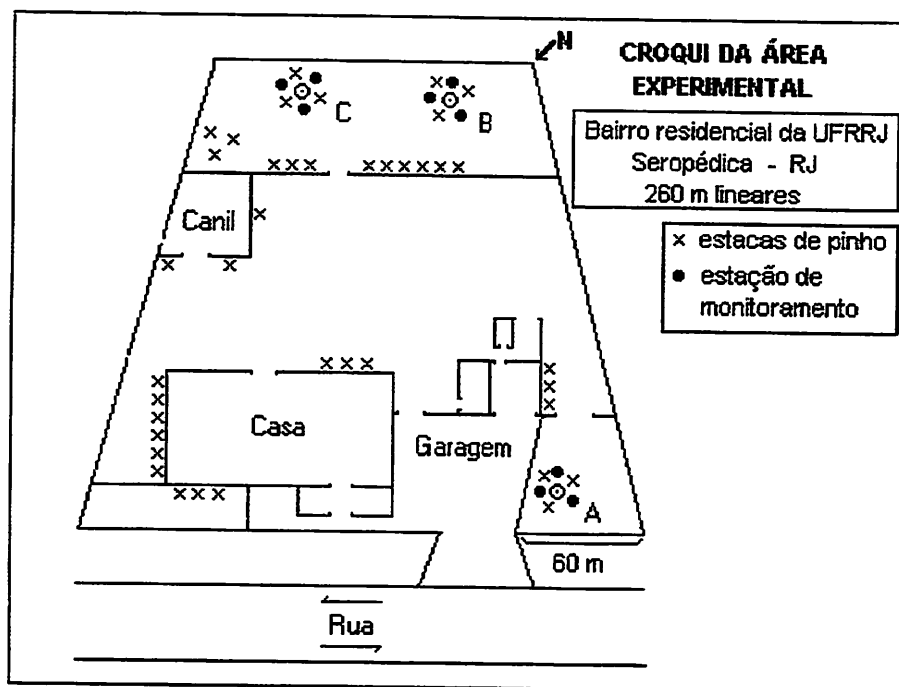 N
CROQUI DA ÁREA
EXPERIMENTAL
Bairro residencial da UFRRJ
Seropédica - RJ
260 m lineares
× estacas de pinho
● estação de
monitoramento
C
B
Canil
Casa
Garagem
A
60 m
Rua